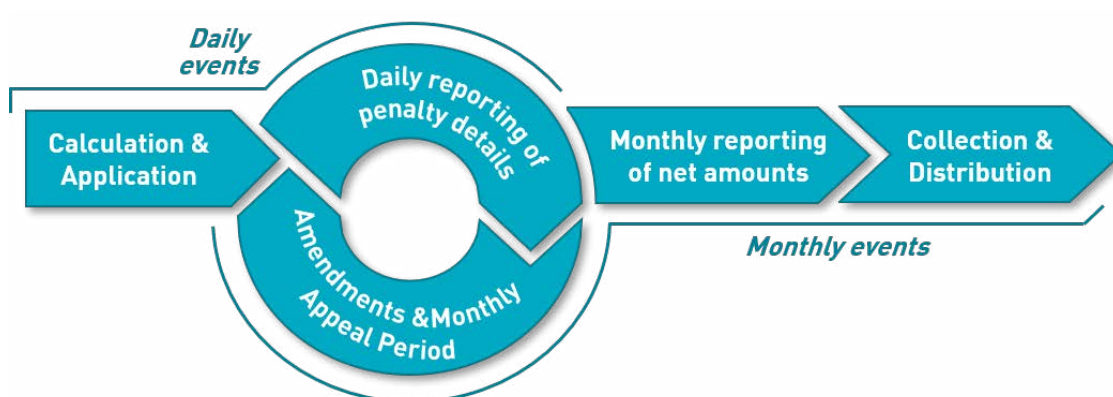 Daily
events
Calculation &
Application
Daily reporting of
penalty details
Amendments &Monthly
Appeal Period
Monthly reporting
of net amounts
Collection &
Distribution
Monthly events